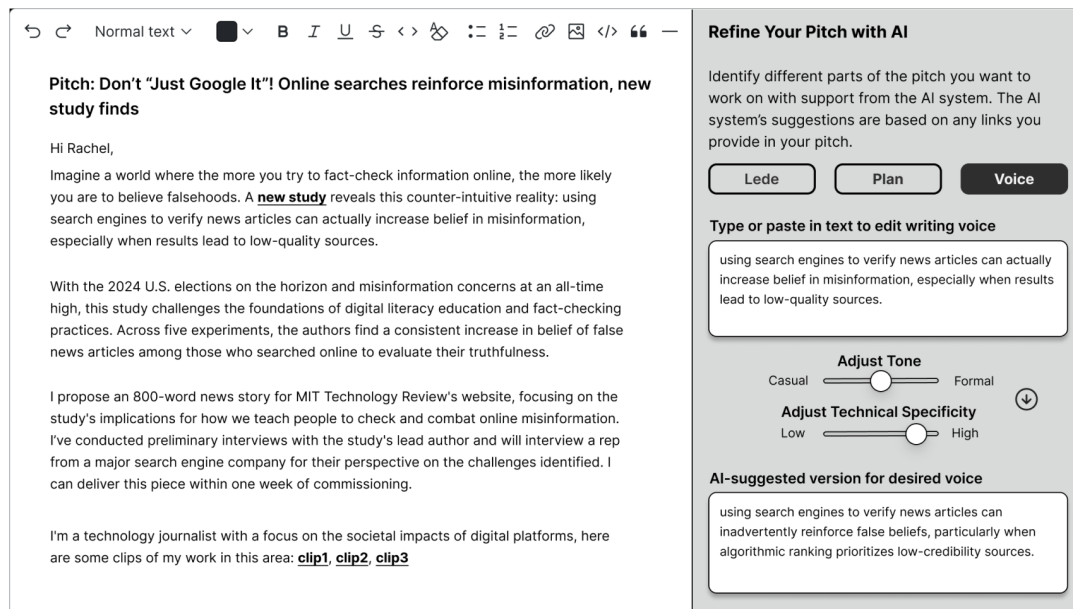 Normal text
B I U S
Pitch: Don't “Just Google It”! Online searches reinforce misinformation, new
study finds
Hi Rachel,
Imagine a world where the more you try to fact-check information online, the more likely
you are to believe falsehoods. A new study reveals this counter-intuitive reality: using
search engines to verify news articles can actually increase belief in misinformation,
especially when results lead to low-quality sources.
With the 2024 U.S. elections on the horizon and misinformation concerns at an all-time
high, this study challenges the foundations of digital literacy education and fact-checking
practices. Across five experiments, the authors find a consistent increase in belief of false
news articles among those who searched online to evaluate their truthfulness.
I propose an 800-word news story for MIT Technology Review's website, focusing on the
study's implications for how we teach people to check and combat online misinformation.
I've conducted preliminary interviews with the study's lead author and will interview a rep
from a major search engine company for their perspective on the challenges identified. I
can deliver this piece within one week of commissioning.
I'm a technology journalist with a focus on the societal impacts of digital platforms, here
are some clips of my work in this area: clip1, clip2, clip3
Refine Your Pitch with AI
Identify different parts of the pitch you want to
work on with support from the AI system. The AI
system's suggestions are based on any links you
provide in your pitch.
Lede Plan Voice
Type or paste in text to edit writing voice
using search engines to verify news articles can actually
increase belief in misinformation, especially when results
lead to low-quality sources.
Adjust Tone
Casual Formal
Adjust Technical Specificity
Low High
AI-suggested version for desired voice
using search engines to verify news articles can
inadvertently reinforce false beliefs, particularly when
algorithmic ranking prioritizes low-credibility sources.